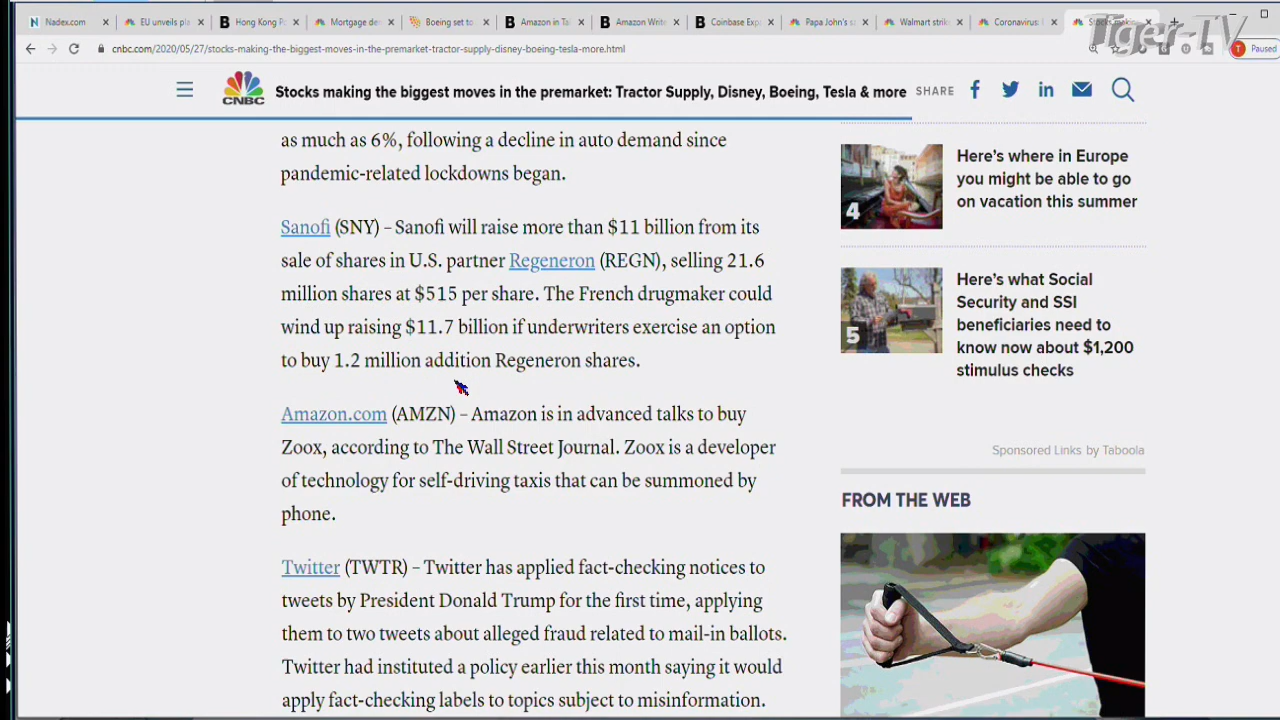 Nadex.com
EU unveils pla
Hong Kong Po
Mortgage den
Boeing set to
Amazon in Ta
Amazon Write
Coinbase Expa
Papa John's s
Walmart strik
Coronavirus:
Stocks mak
Tiger-TV
cnbc.com/2020/05/27/stocks-making-the-biggest-moves-in-the-premarket-tractor-supply-disney-boeing-tesla-more.html
T Paused
CNBC
Stocks making the biggest moves in the premarket: Tractor Supply, Disney, Boeing, Tesla & more
SHARE
as much as 6%, following a decline in auto demand since
pandemic-related lockdowns began.
Sanofi (SNY) – Sanofi will raise more than $11 billion from its
sale of shares in U.S. partner Regeneron (REGN), selling 21.6
million shares at $515 per share. The French drugmaker could
wind up raising $11.7 billion if underwriters exercise an option
to buy 1.2 million addition Regeneron shares.
Amazon.com (AMZN) – Amazon is in advanced talks to buy
Zoox, according to The Wall Street Journal. Zoox is a developer
of technology for self-driving taxis that can be summoned by
phone.
Twitter (TWTR) – Twitter has applied fact-checking notices to
tweets by President Donald Trump for the first time, applying
them to two tweets about alleged fraud related to mail-in ballots.
Twitter had instituted a policy earlier this month saying it would
apply fact-checking labels to topics subject to misinformation.
4
Here's where in Europe
you might be able to go
on vacation this summer
5
Here's what Social
Security and SSI
beneficiaries need to
know now about $1,200
stimulus checks
Sponsored Links by Taboola
FROM THE WEB